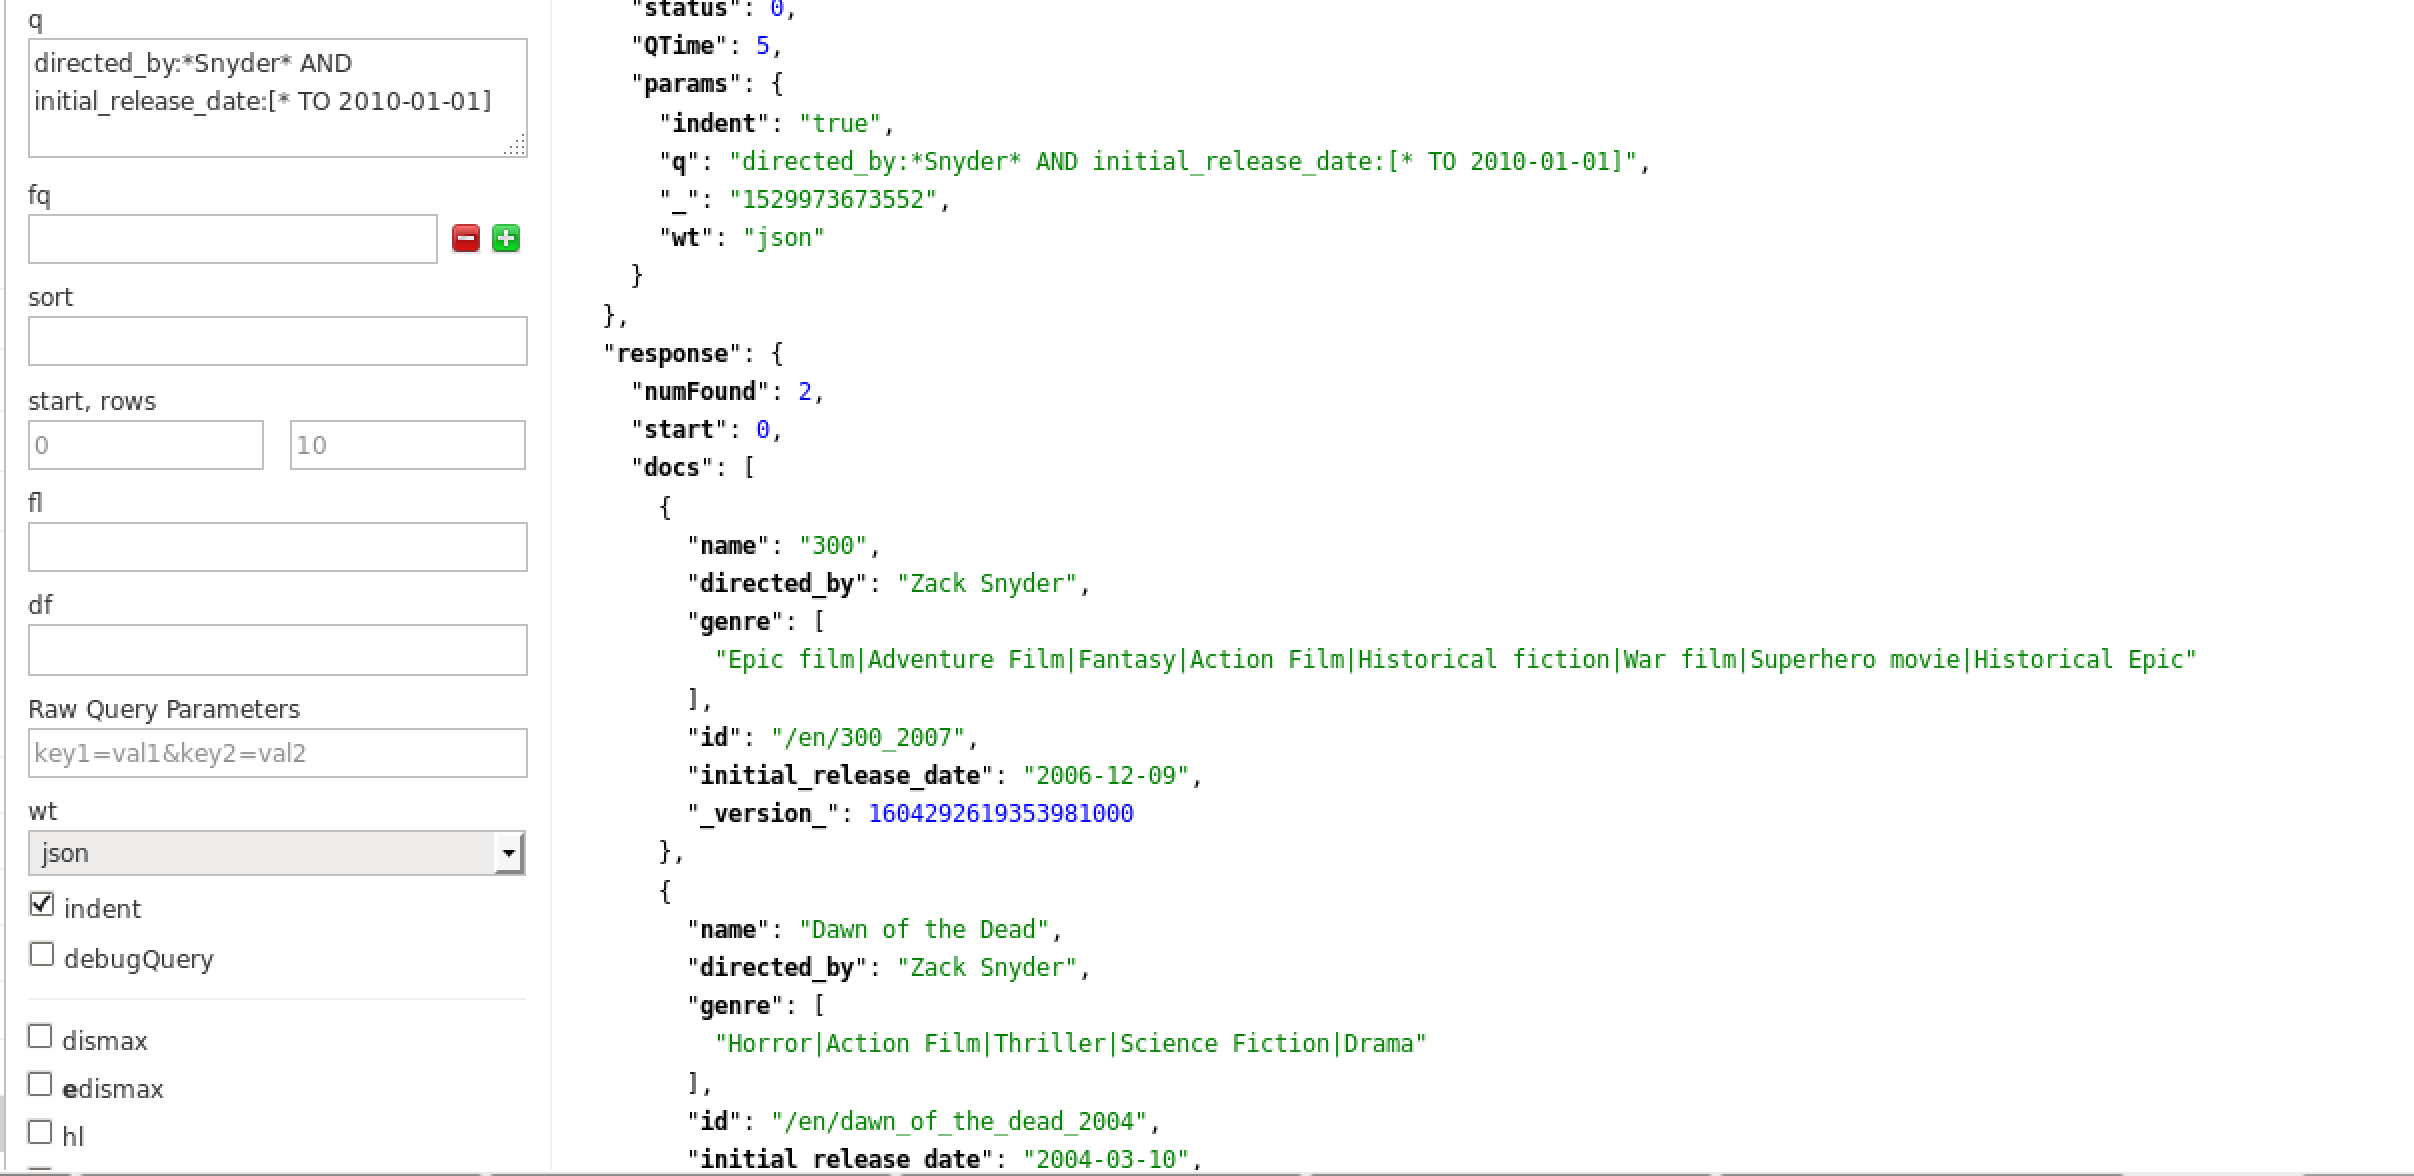 q
directed_by:*Snyder* AND
initial_release_date:[* TO 2010-01-01]
fq
sort
start, rows
0 10
fl
df
Raw Query Parameters
key1=val1&key2=val2
wt
json
indent
debugQuery
dismax
edismax
hl
"status": 0,
"QTime": 5,
"params": {
"indent": "true",
"q": "directed_by:*Snyder* AND initial_release_date:[* TO 2010-01-01]",
"_": "1529973673552",
"wt": "json"
}
},
"response": {
"numFound": 2,
"start": 0,
"docs": [
{
"name": "300",
"directed_by": "Zack Snyder",
"genre": [
"Epic film|Adventure Film|Fantasy|Action Film|Historical fiction|War film|Superhero movie|Historical Epic"
],
"id": "/en/300_2007",
"initial_release_date": "2006-12-09",
"_version_": 1604292619353981000
},
{
"name": "Dawn of the Dead",
"directed_by": "Zack Snyder",
"genre": [
"Horror|Action Film|Thriller|Science Fiction|Drama"
],
"id": "/en/dawn_of_the_dead_2004",
"initial_release_date": "2004-03-10",